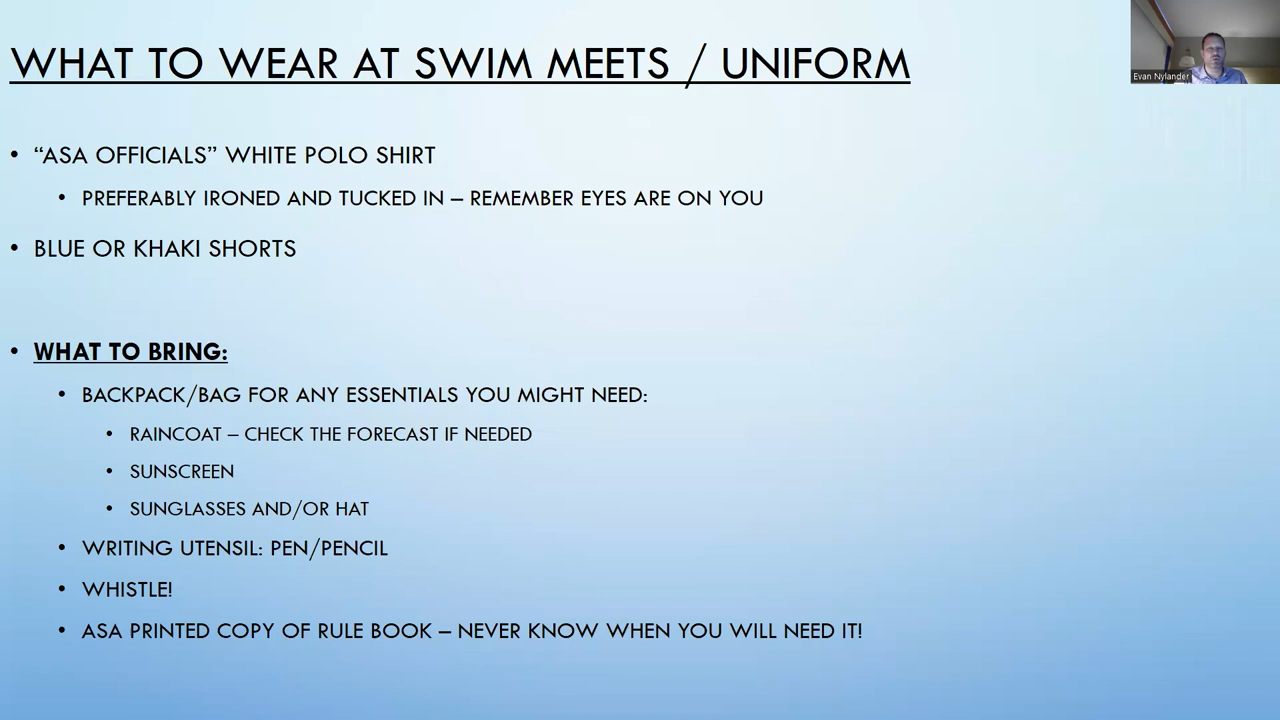 WHAT TO WEAR AT SWIM MEETS / UNIFORM
Evan Nylander
• “ASA OFFICIALS” WHITE POLO SHIRT
• PREFERABLY IRONED AND TUCKED IN – REMEMBER EYES ARE ON YOU
• BLUE OR KHAKI SHORTS
• WHAT TO BRING:
• BACKPACK/BAG FOR ANY ESSENTIALS YOU MIGHT NEED:
• RAINCOAT – CHECK THE FORECAST IF NEEDED
• SUNSCREEN
• SUNGLASSES AND/OR HAT
• WRITING UTENSIL: PEN/PENCIL
• WHISTLE!
• ASA PRINTED COPY OF RULE BOOK – NEVER KNOW WHEN YOU WILL NEED IT!